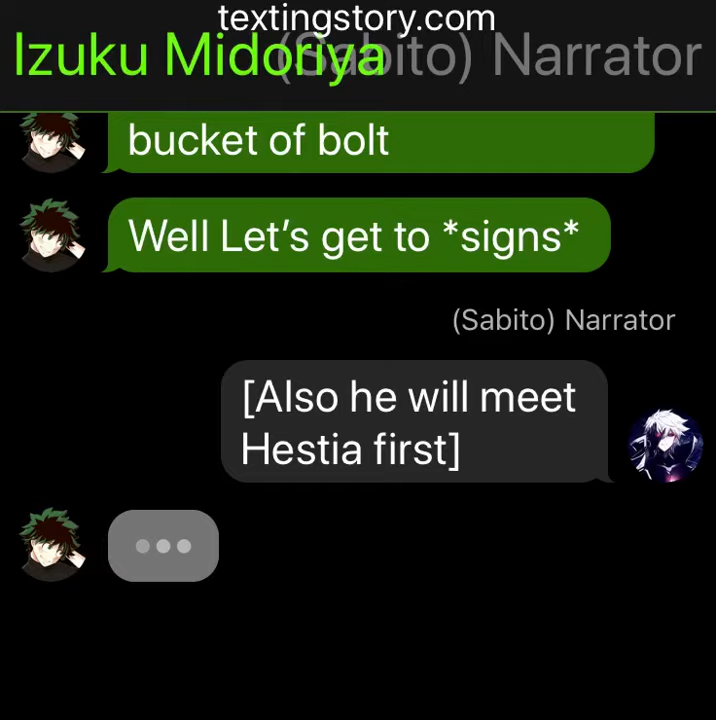 textingstory.com
Izuku Midoriya (Sabito) Narrator
bucket of bolt
Well Let’s get to *signs*
(Sabito) Narrator
[Also he will meet
Hestia first]